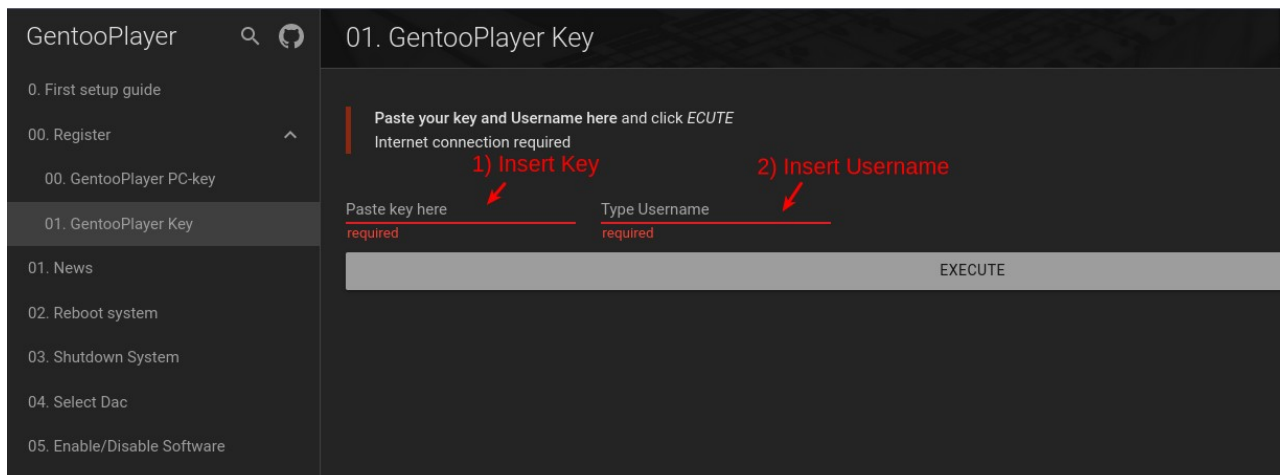 GentooPlayer
0. First setup guide
00. Register
00. GentooPlayer PC-key
01. GentooPlayer Key
01. News
02. Reboot system
03. Shutdown System
04. Select Dac
05. Enable/Disable Software
01. GentooPlayer Key
Paste your key and Username here and click ECUTE
Internet connection required
1) Insert Key
2) Insert Username
Paste key here
Type Username
required
required
EXECUTE